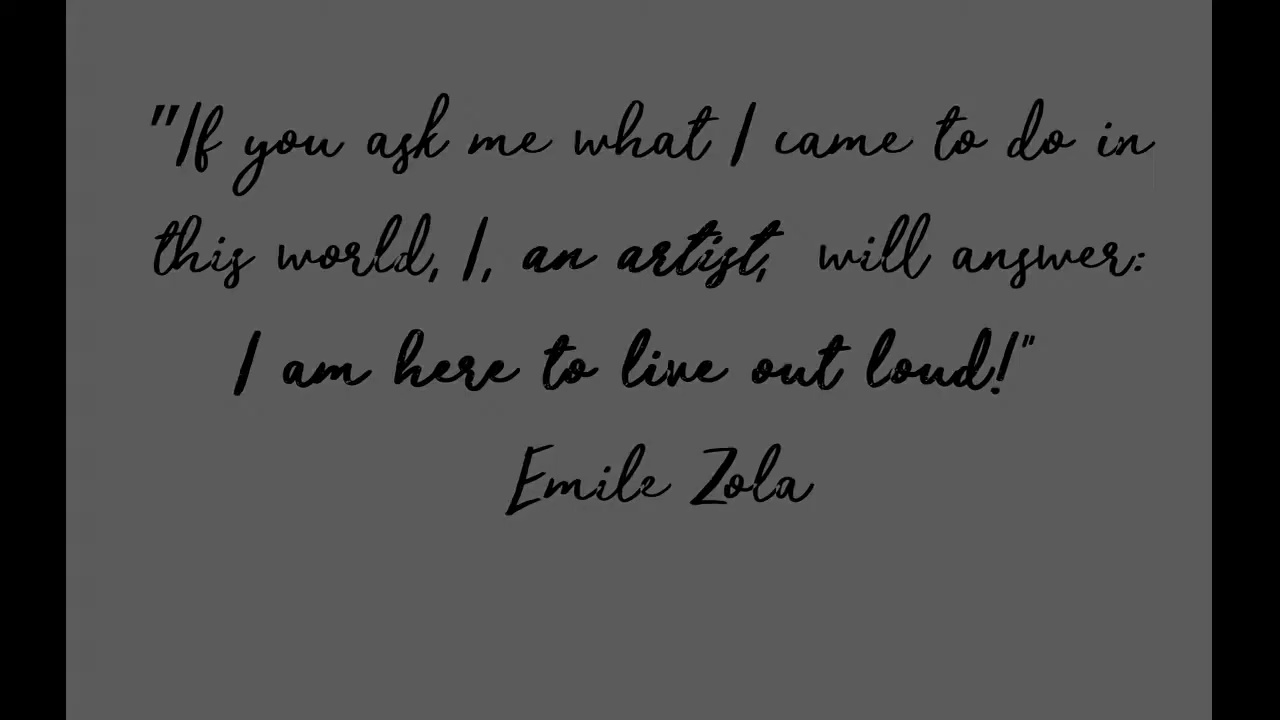 "If you ask me what I came to do in
this world, I, an artist, will answer:
I am here to live out loud!"
Emile Zola